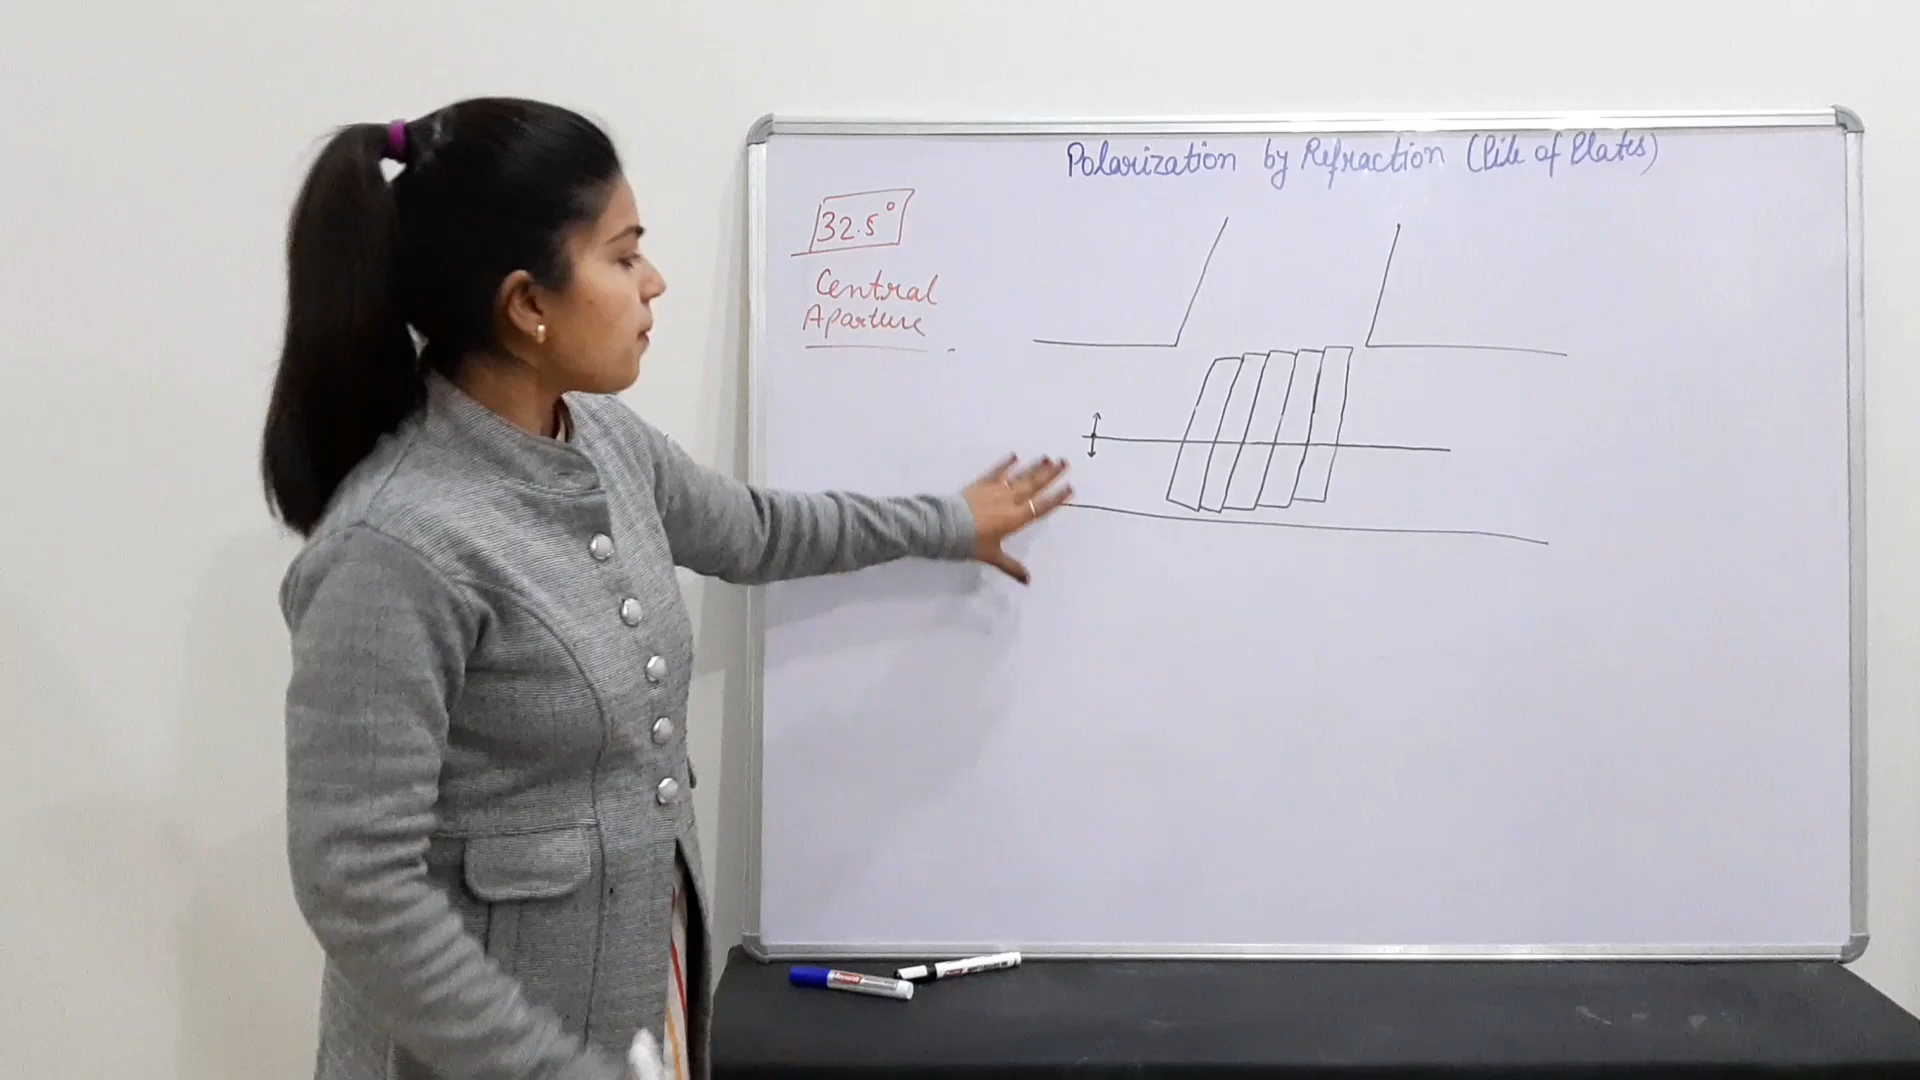 Polarization by Refraction (Pile of Plates)
32.5°
Central
Aparture